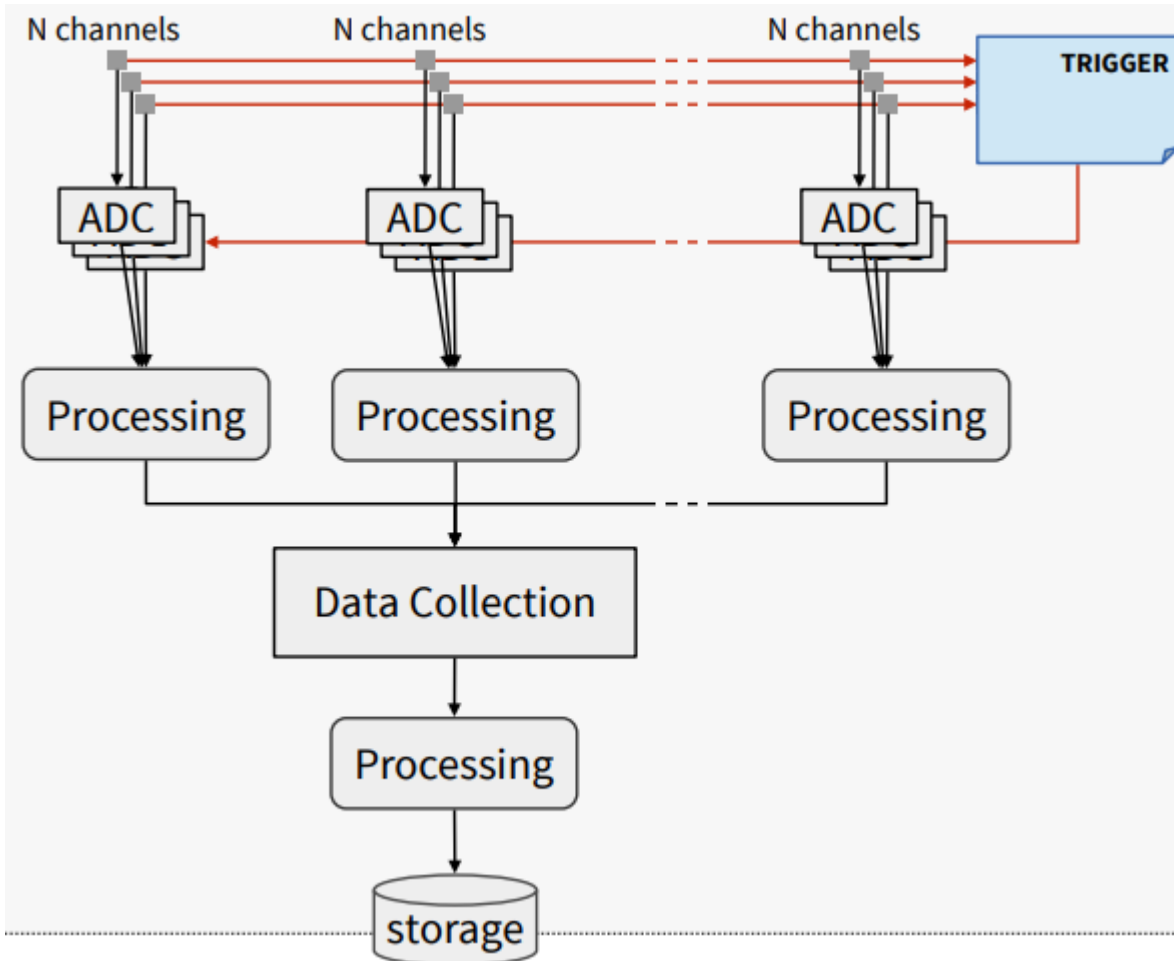 N channels
N channels
N channels
TRIGGER
ADC
ADC
ADC
Processing
Processing
Processing
Data Collection
Processing
storage